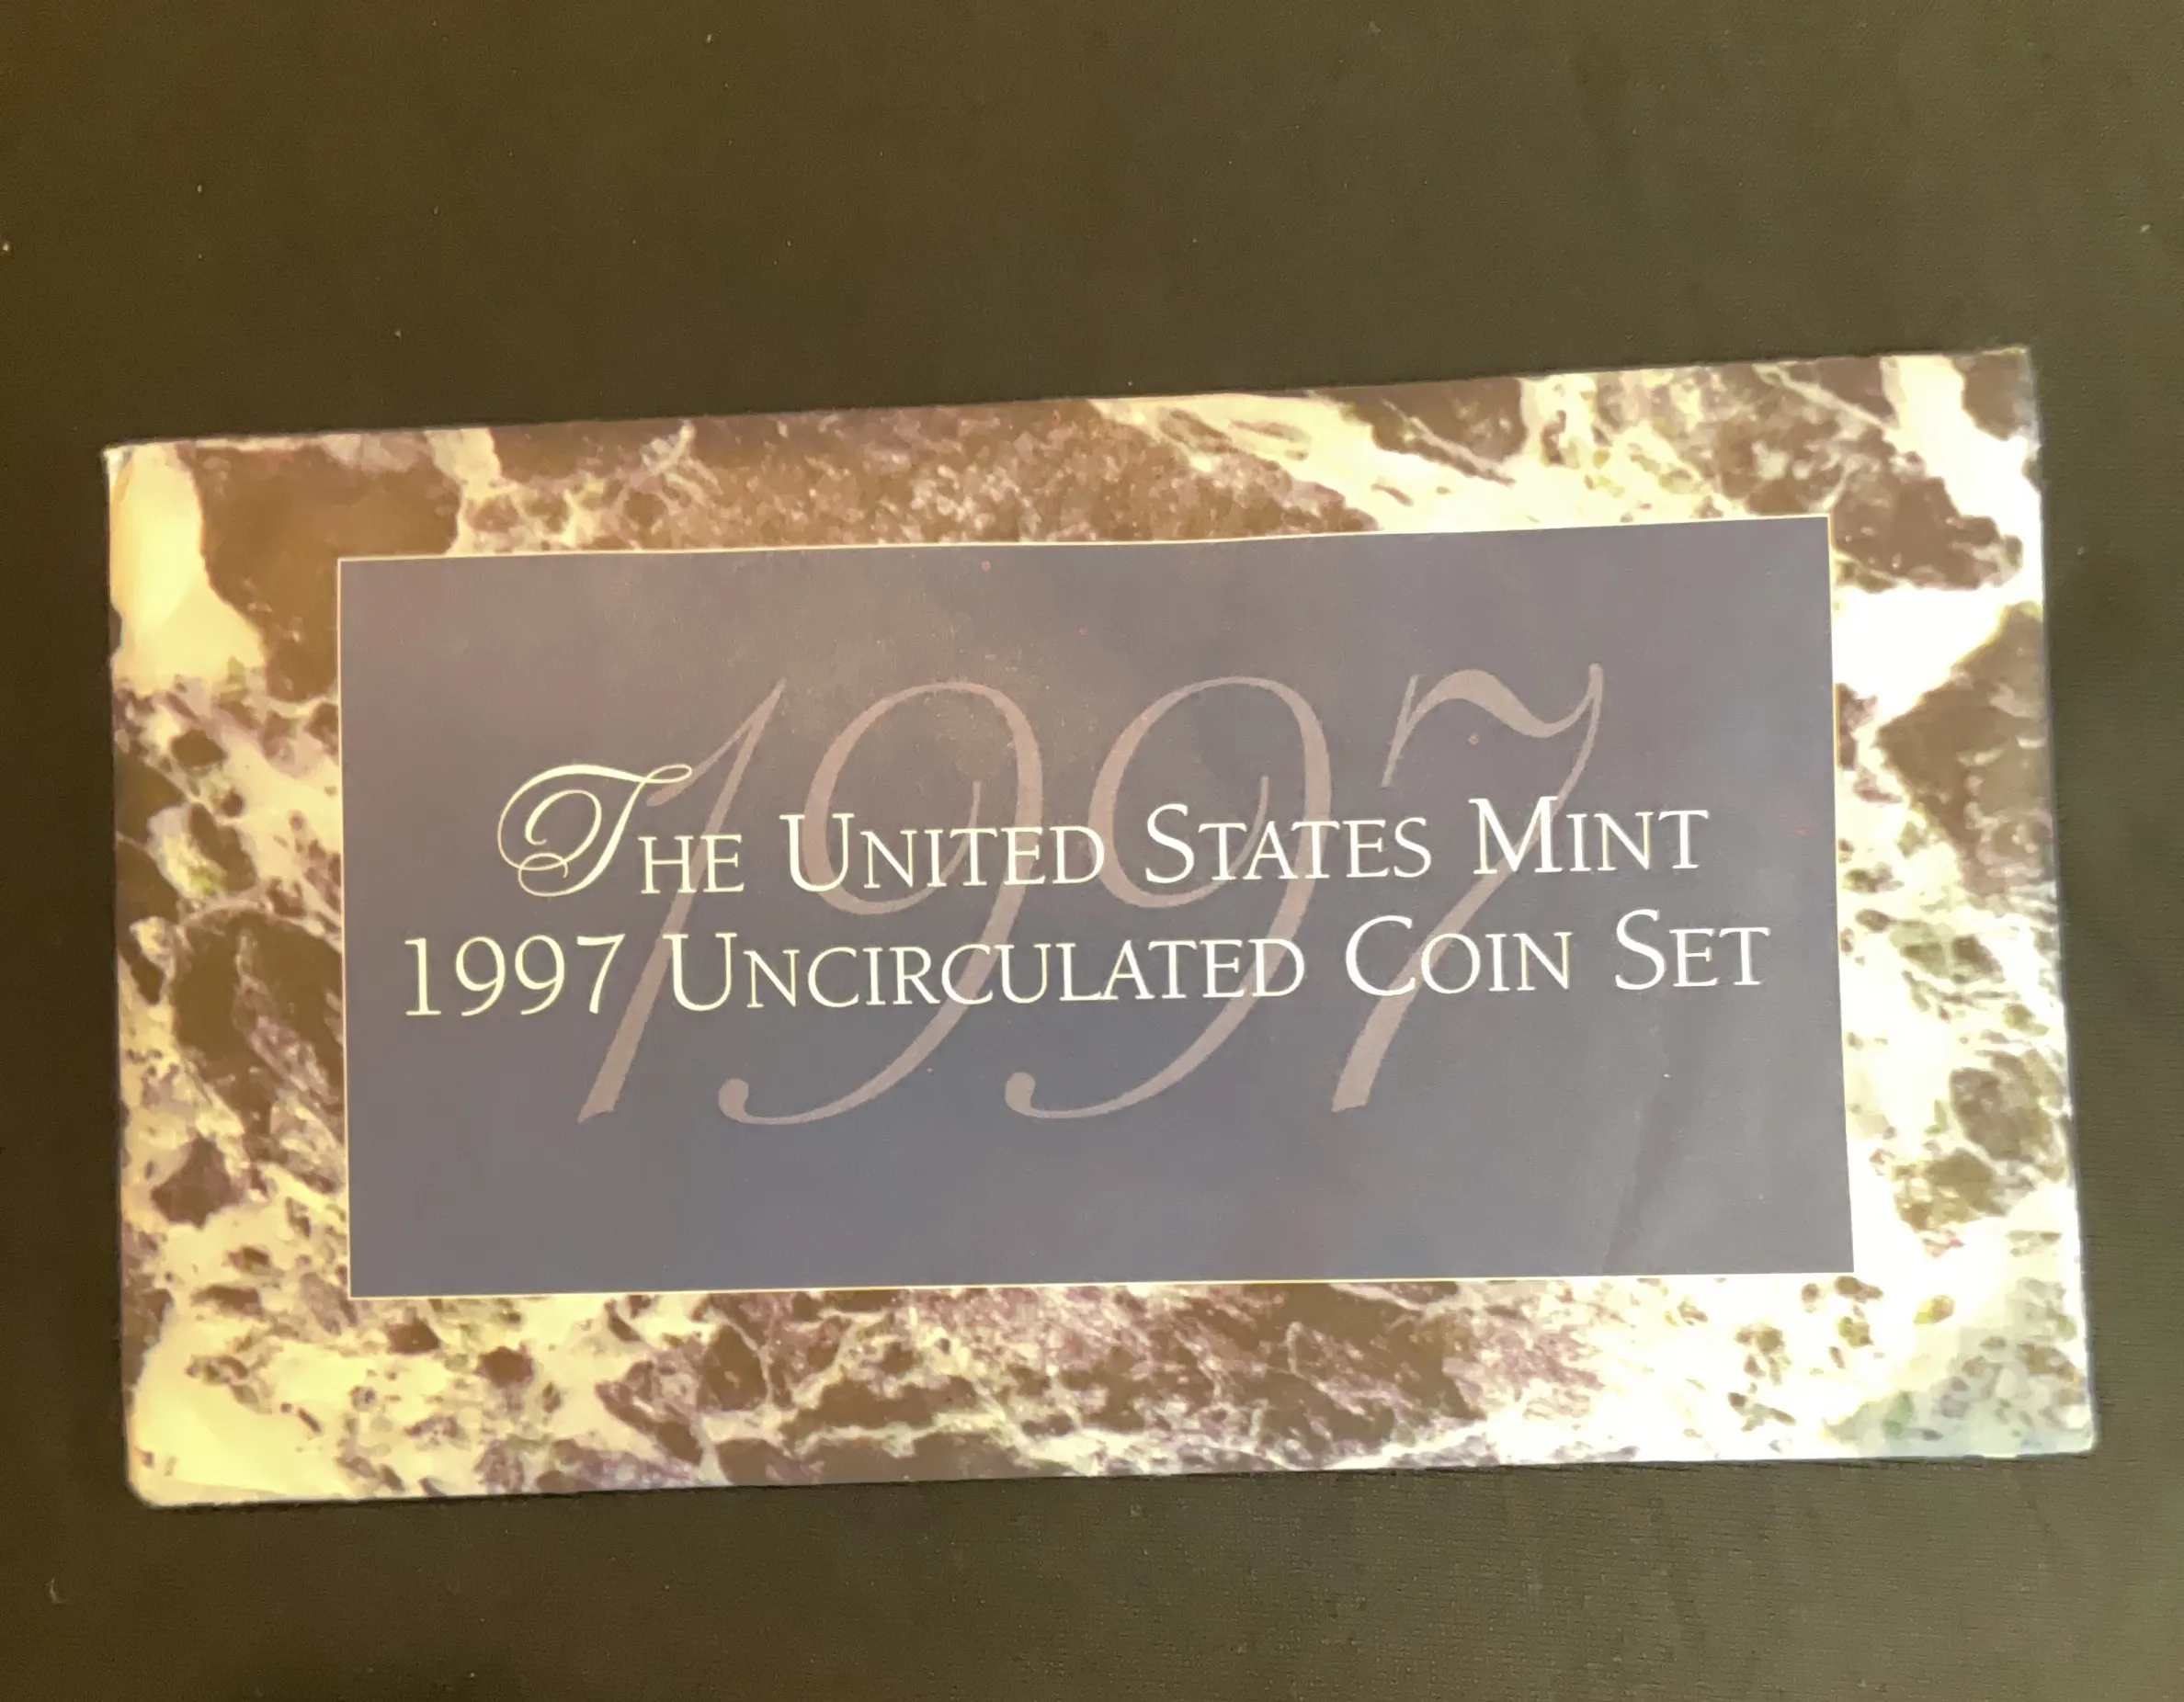 1997
The United States Mint
1997 Uncirculated Coin Set